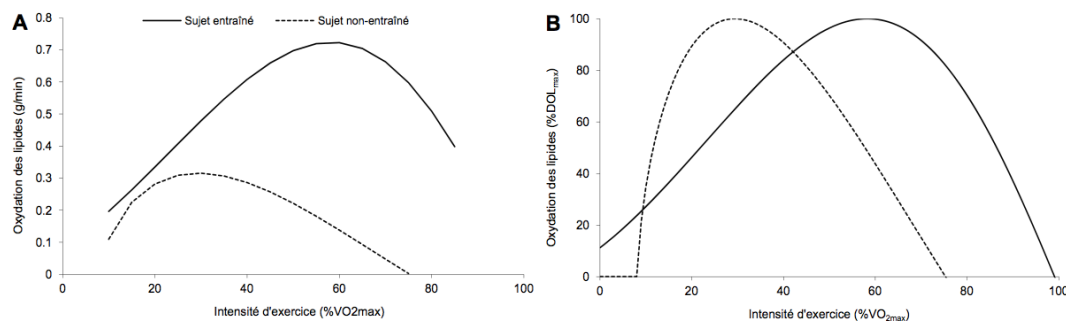 A
Sujet entraîné
Sujet non-entraîné
0.8
0.7
0.6
0.5
0.4
0.3
0.2
0.1
0
Oxydation des lipides (g/min)
0 20 40 60 80 100
Intensité d'exercice (%VO2max)
B
100
80
60
40
20
0
Oxydation des lipides (%DOLmax)
0 20 40 60 80 100
Intensité d'exercice (%VO2max)